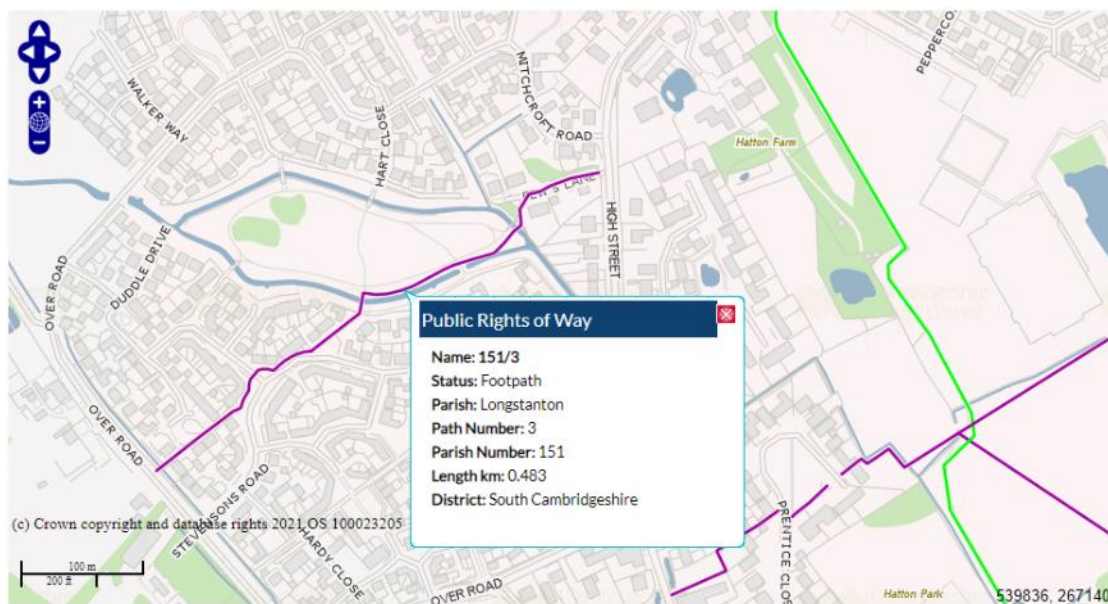 PEPPERCO
WALKER WAY
HART CLOSE
MITCHCROFT ROAD
Hatton Farm
HIGH STREET
DUDDLE DRIVE
OVER ROAD
Public Rights of Way
Name: 151/3
Status: Footpath
Parish: Longstanton
Path Number: 3
Parish Number: 151
Length km: 0.483
District: South Cambridgeshire
OVER ROAD
STEVENSONS ROAD
(c) Crown copyright and database rights 2021 OS 100023205
HARDY CLOSE
PRENTICE CLO
100 m
200 ft
OVER ROAD
Hatton Park
539836, 267140